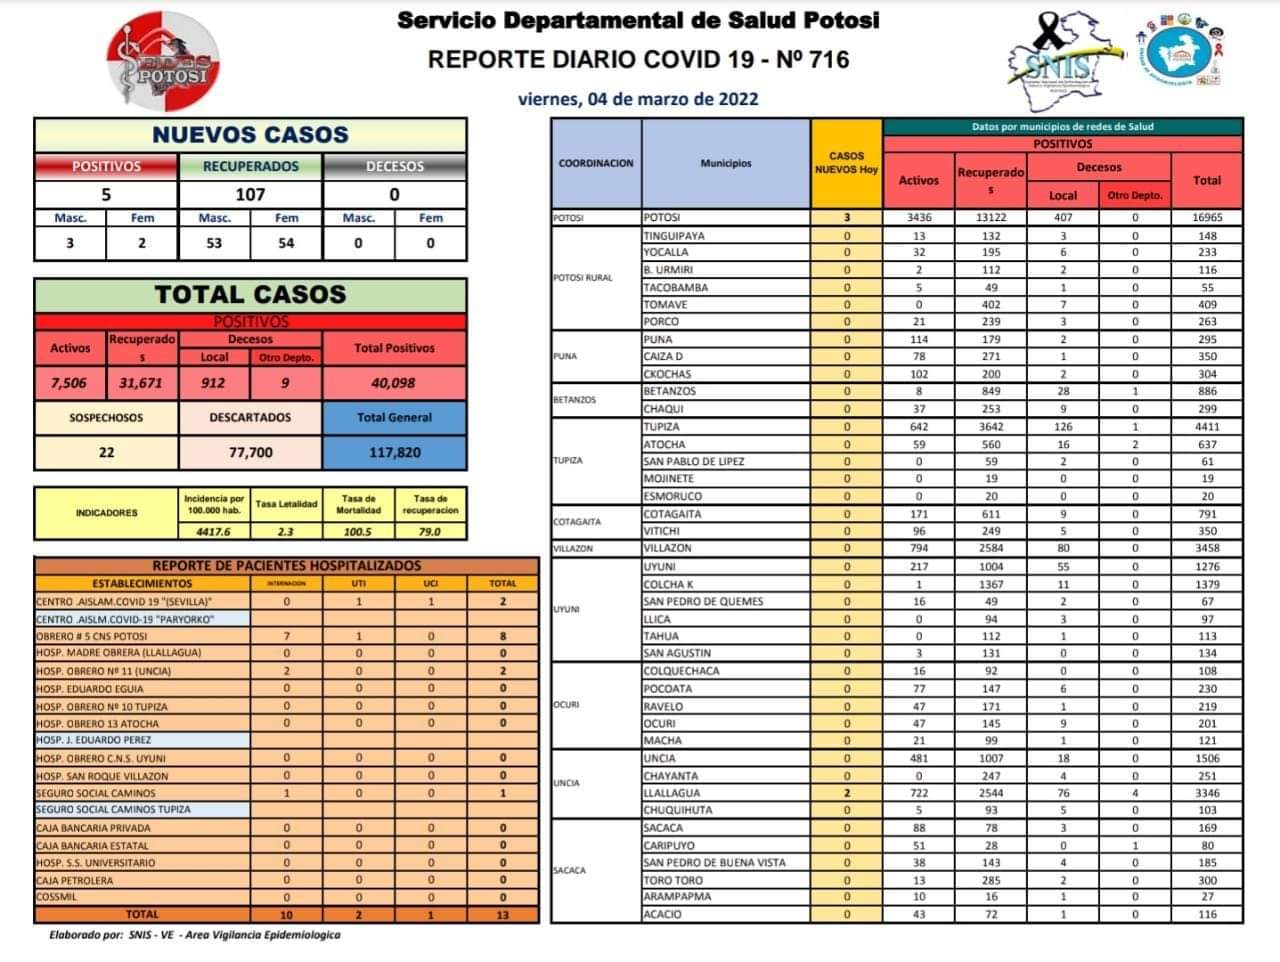 Servicio Departamental de Salud Potosi
REPORTE DIARIO COVID 19 - Nº 716
viernes, 04 de marzo de 2022
SEDES
POTOSI
SNIS
NUEVOS CASOS
POSITIVOS RECUPERADOS DECESOS
5 107 0
Masc. Fem Masc. Fem Masc. Fem
3 2 53 54 0 0
TOTAL CASOS
POSITIVOS
Activos Recuperados Decesos Total Positivos
Local Otro Depto.
7,506 31,671 912 9 40,098
SOSPECHOSOS DESCARTADOS Total General
22 77,700 117,820
INDICADORES Incidencia por 100.000 hab. Tasa Letalidad Tasa de Mortalidad Tasa de recuperacion
4417.6 2.3 100.5 79.0
REPORTE DE PACIENTES HOSPITALIZADOS
ESTABLECIMIENTOS INTERNACION UTI UCI TOTAL
CENTRO .AISLAM.COVID 19 "(SEVILLA)" 0 1 1 2
CENTRO .AISLM.COVID-19 "PARYORKO"
OBRERO # 5 CNS POTOSI 7 1 0 8
HOSP. MADRE OBRERA (LLALLAGUA) 0 0 0 0
HOSP. OBRERO Nº 11 (UNCIA) 2 0 0 2
HOSP. EDUARDO EGUIA 0 0 0 0
HOSP. OBRERO Nº 10 TUPIZA 0 0 0 0
HOSP. OBRERO 13 ATOCHA 0 0 0 0
HOSP. J. EDUARDO PEREZ
HOSP. OBRERO C.N.S. UYUNI 0 0 0 0
HOSP. SAN ROQUE VILLAZON 0 0 0 0
SEGURO SOCIAL CAMINOS 1 0 0 1
SEGURO SOCIAL CAMINOS TUPIZA
CAJA BANCARIA PRIVADA 0 0 0 0
CAJA BANCARIA ESTATAL 0 0 0 0
HOSP. S.S. UNIVERSITARIO 0 0 0 0
CAJA PETROLERA 0 0 0 0
COSSMIL 0 0 0 0
TOTAL 10 2 1 13
Elaborado por: SNIS - VE - Area Vigilancia Epidemiologica
COORDINACION Municipios CASOS NUEVOS Hoy Datos por municipios de redes de Salud
POSITIVOS
Activos Recuperados Decesos Total
Local Otro Depto.
POTOSI POTOSI 3 3436 13122 407 0 16965
POTOSI RURAL TINGUIPAYA 0 13 132 3 0 148
YOCALLA 0 32 195 6 0 233
B. URMIRI 0 2 112 2 0 116
TACOBAMBA 0 5 49 1 0 55
TOMAVE 0 0 402 7 0 409
PORCO 0 21 239 3 0 263
PUNA PUNA 0 114 179 2 0 295
CAIZA D 0 78 271 1 0 350
CKOCHAS 0 102 200 2 0 304
BETANZOS BETANZOS 0 8 849 28 1 886
CHAQUI 0 37 253 9 0 299
TUPIZA TUPIZA 0 642 3642 126 1 4411
ATOCHA 0 59 560 16 2 637
SAN PABLO DE LIPEZ 0 0 59 2 0 61
MOJINETE 0 0 19 0 0 19
ESMORUCO 0 0 20 0 0 20
COTAGAITA COTAGAITA 0 171 611 9 0 791
VITICHI 0 96 249 5 0 350
VILLAZON VILLAZON 0 794 2584 80 0 3458
UYUNI UYUNI 0 217 1004 55 0 1276
COLCHA K 0 1 1367 11 0 1379
SAN PEDRO DE QUEMES 0 16 49 2 0 67
LLICA 0 0 94 3 0 97
TAHUA 0 0 112 1 0 113
SAN AGUSTIN 0 3 131 0 0 134
OCURI COLQUECHACA 0 16 92 0 0 108
POCOATA 0 77 147 6 0 230
RAVELO 0 47 171 1 0 219
OCURI 0 47 145 9 0 201
MACHA 0 21 99 1 0 121
UNCIA UNCIA 0 481 1007 18 0 1506
CHAYANTA 0 0 247 4 0 251
LLALLAGUA 2 722 2544 76 4 3346
CHUQUIHUTA 0 5 93 5 0 103
SACACA SACACA 0 88 78 3 0 169
CARIPUYO 0 51 28 0 1 80
SAN PEDRO DE BUENA VISTA 0 38 143 4 0 185
TORO TORO 0 13 285 2 0 300
ARAMPAPMA 0 10 16 1 0 27
ACACIO 0 43 72 1 0 116